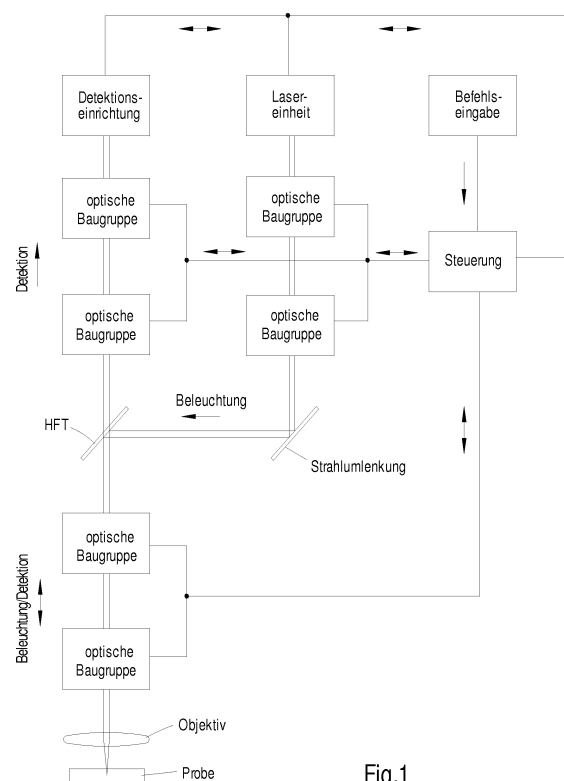 Detektions-
einrichtung
Laser-
einheit
Befehls-
eingabe
optische
Baugruppe
optische
Baugruppe
Detektion
Steuerung
optische
Baugruppe
optische
Baugruppe
Beleuchtung
HFT
Strahlumlenkung
optische
Baugruppe
Beleuchtung/Detektion
optische
Baugruppe
Objektiv
Probe
Fig.1